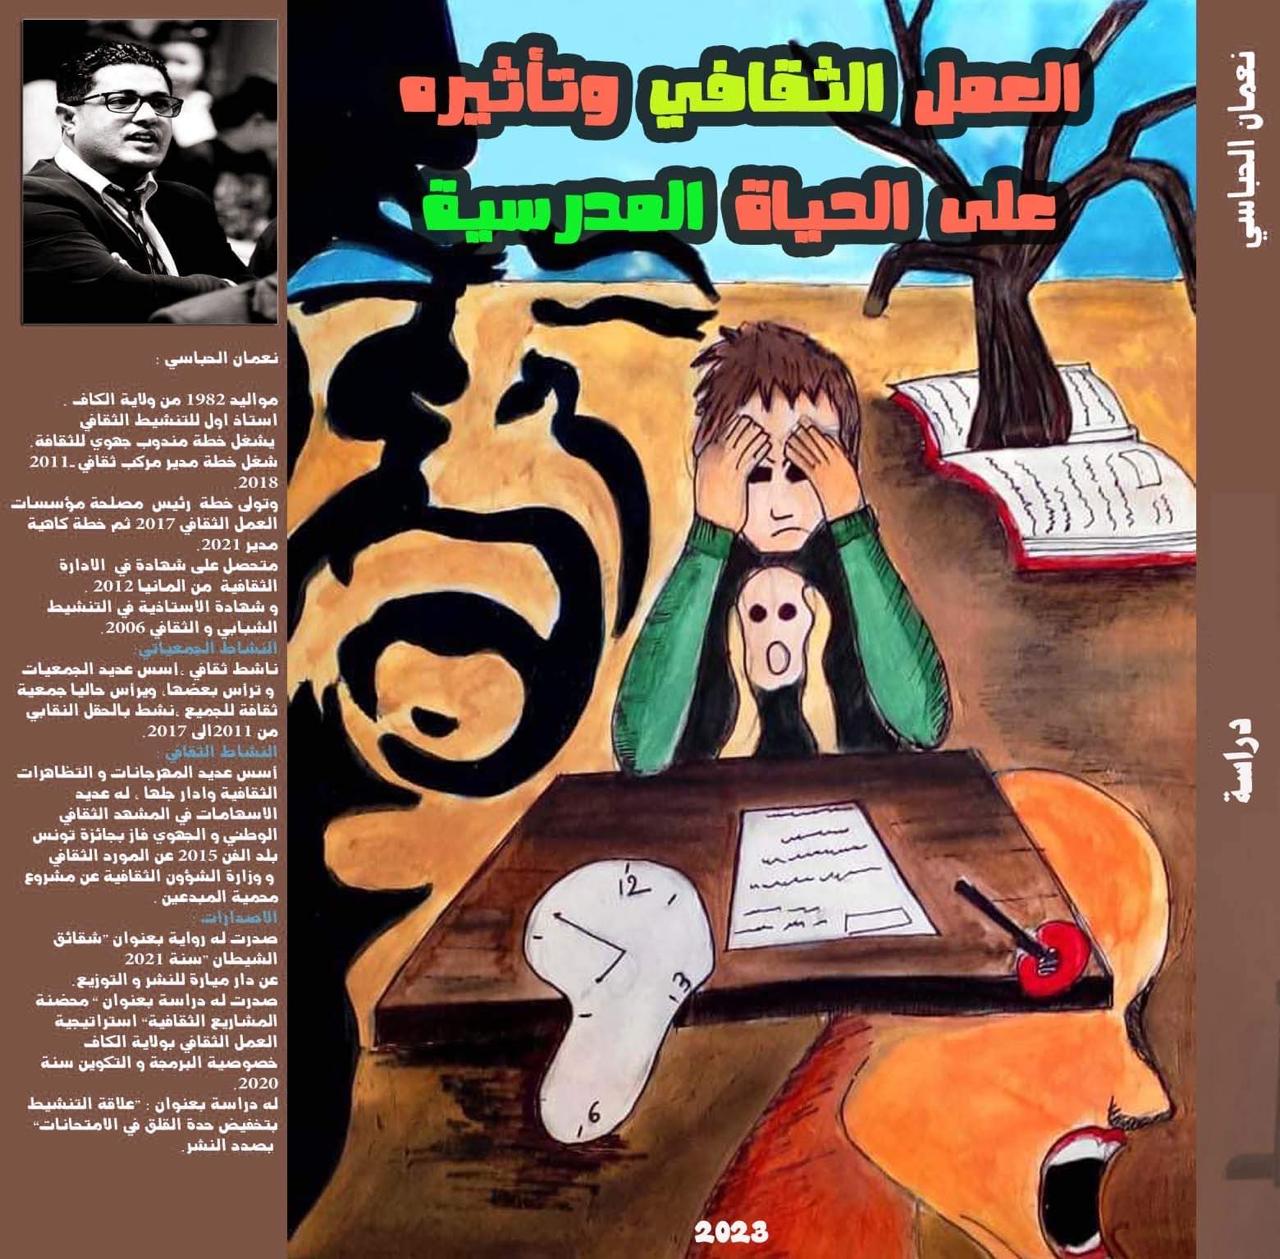 العمل الثقافي وتأثيره
على الحياة المدرسية
نعمان الحباسي
دراسة
نعمان الحباسي :
مواليد 1982 من ولاية الكاف .
استاذ اول للتنشيط الثقافي
يشغل خطة مندوب جهوي للثقافة.
شغل خطة مدير مركب ثقافي 2011-
2018.
وتولى خطة رئيس مصلحة مؤسسات
العمل الثقافي 2017 ثم خطة كاهية
مدير 2021.
متحصل على شهادة في الادارة
الثقافية من المانيا 2012 .
و شهادة الاستاذية في التنشيط
الشبابي و الثقافي 2006.
النشاط الجمعياتي:
ناشط ثقافي ،اسس عديد الجمعيات
و تراس بعضها، ويرأس حاليا جمعية
ثقافة للجميع ،نشط بالحقل النقابي
من 2011الى 2017.
النشاط الثقافي :
أسس عديد المهرجانات و التظاهرات
الثقافية وادار جلها ، له عديد
الاسهامات في المشهد الثقافي
الوطني و الجهوي فاز بجائزة تونس
بلد الفن 2015 عن المورد الثقافي
و وزارة الشؤون الثقافية عن مشروع
محمية المبدعين .
الاصدارات :
صدرت له رواية بعنوان "شقائق
الشيطان "سنة 2021
عن دار ميارة للنشر و التوزيع.
صدرت له دراسة بعنوان " محضنة
المشاريع الثقافية" استراتيجية
العمل الثقافي بولاية الكاف
خصوصية البرمجة و التكوين سنة
2020.
له دراسة بعنوان : "علاقة التنشيط
بتخفيض حدة القلق في الامتحانات"
بصدد النشر.
12
3
6
2023